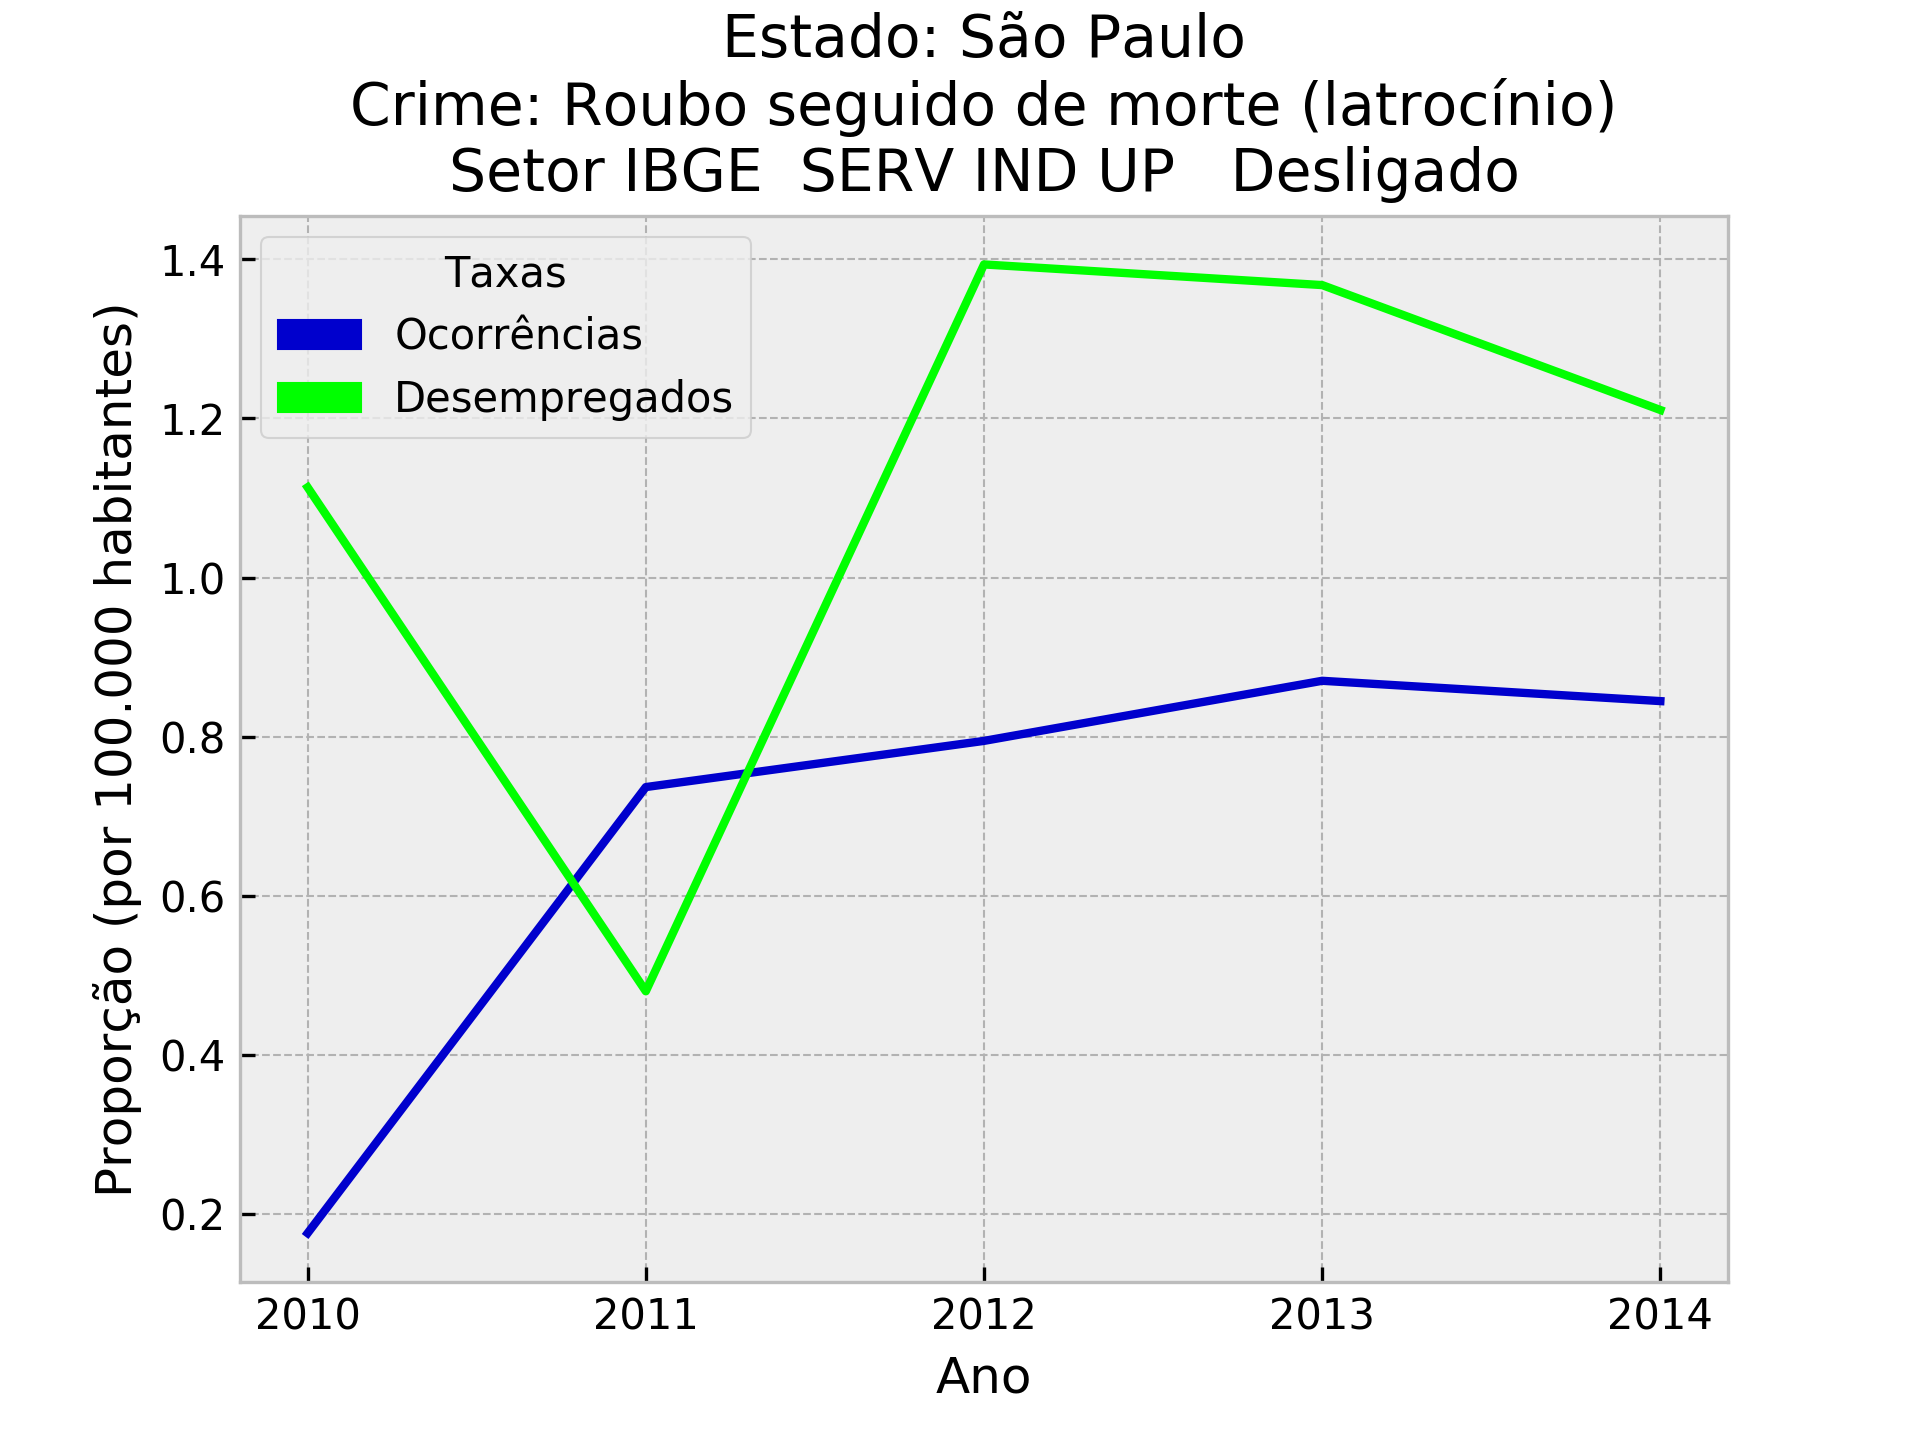 Estado: São Paulo
Crime: Roubo seguido de morte (latrocínio)
Setor IBGE  SERV IND UP   Desligado
Taxas
Ocorrências
Desempregados
Proporção (por 100.000 habitantes)
1.4
1.2
1.0
0.8
0.6
0.4
0.2
2010 2011 2012 2013 2014
Ano